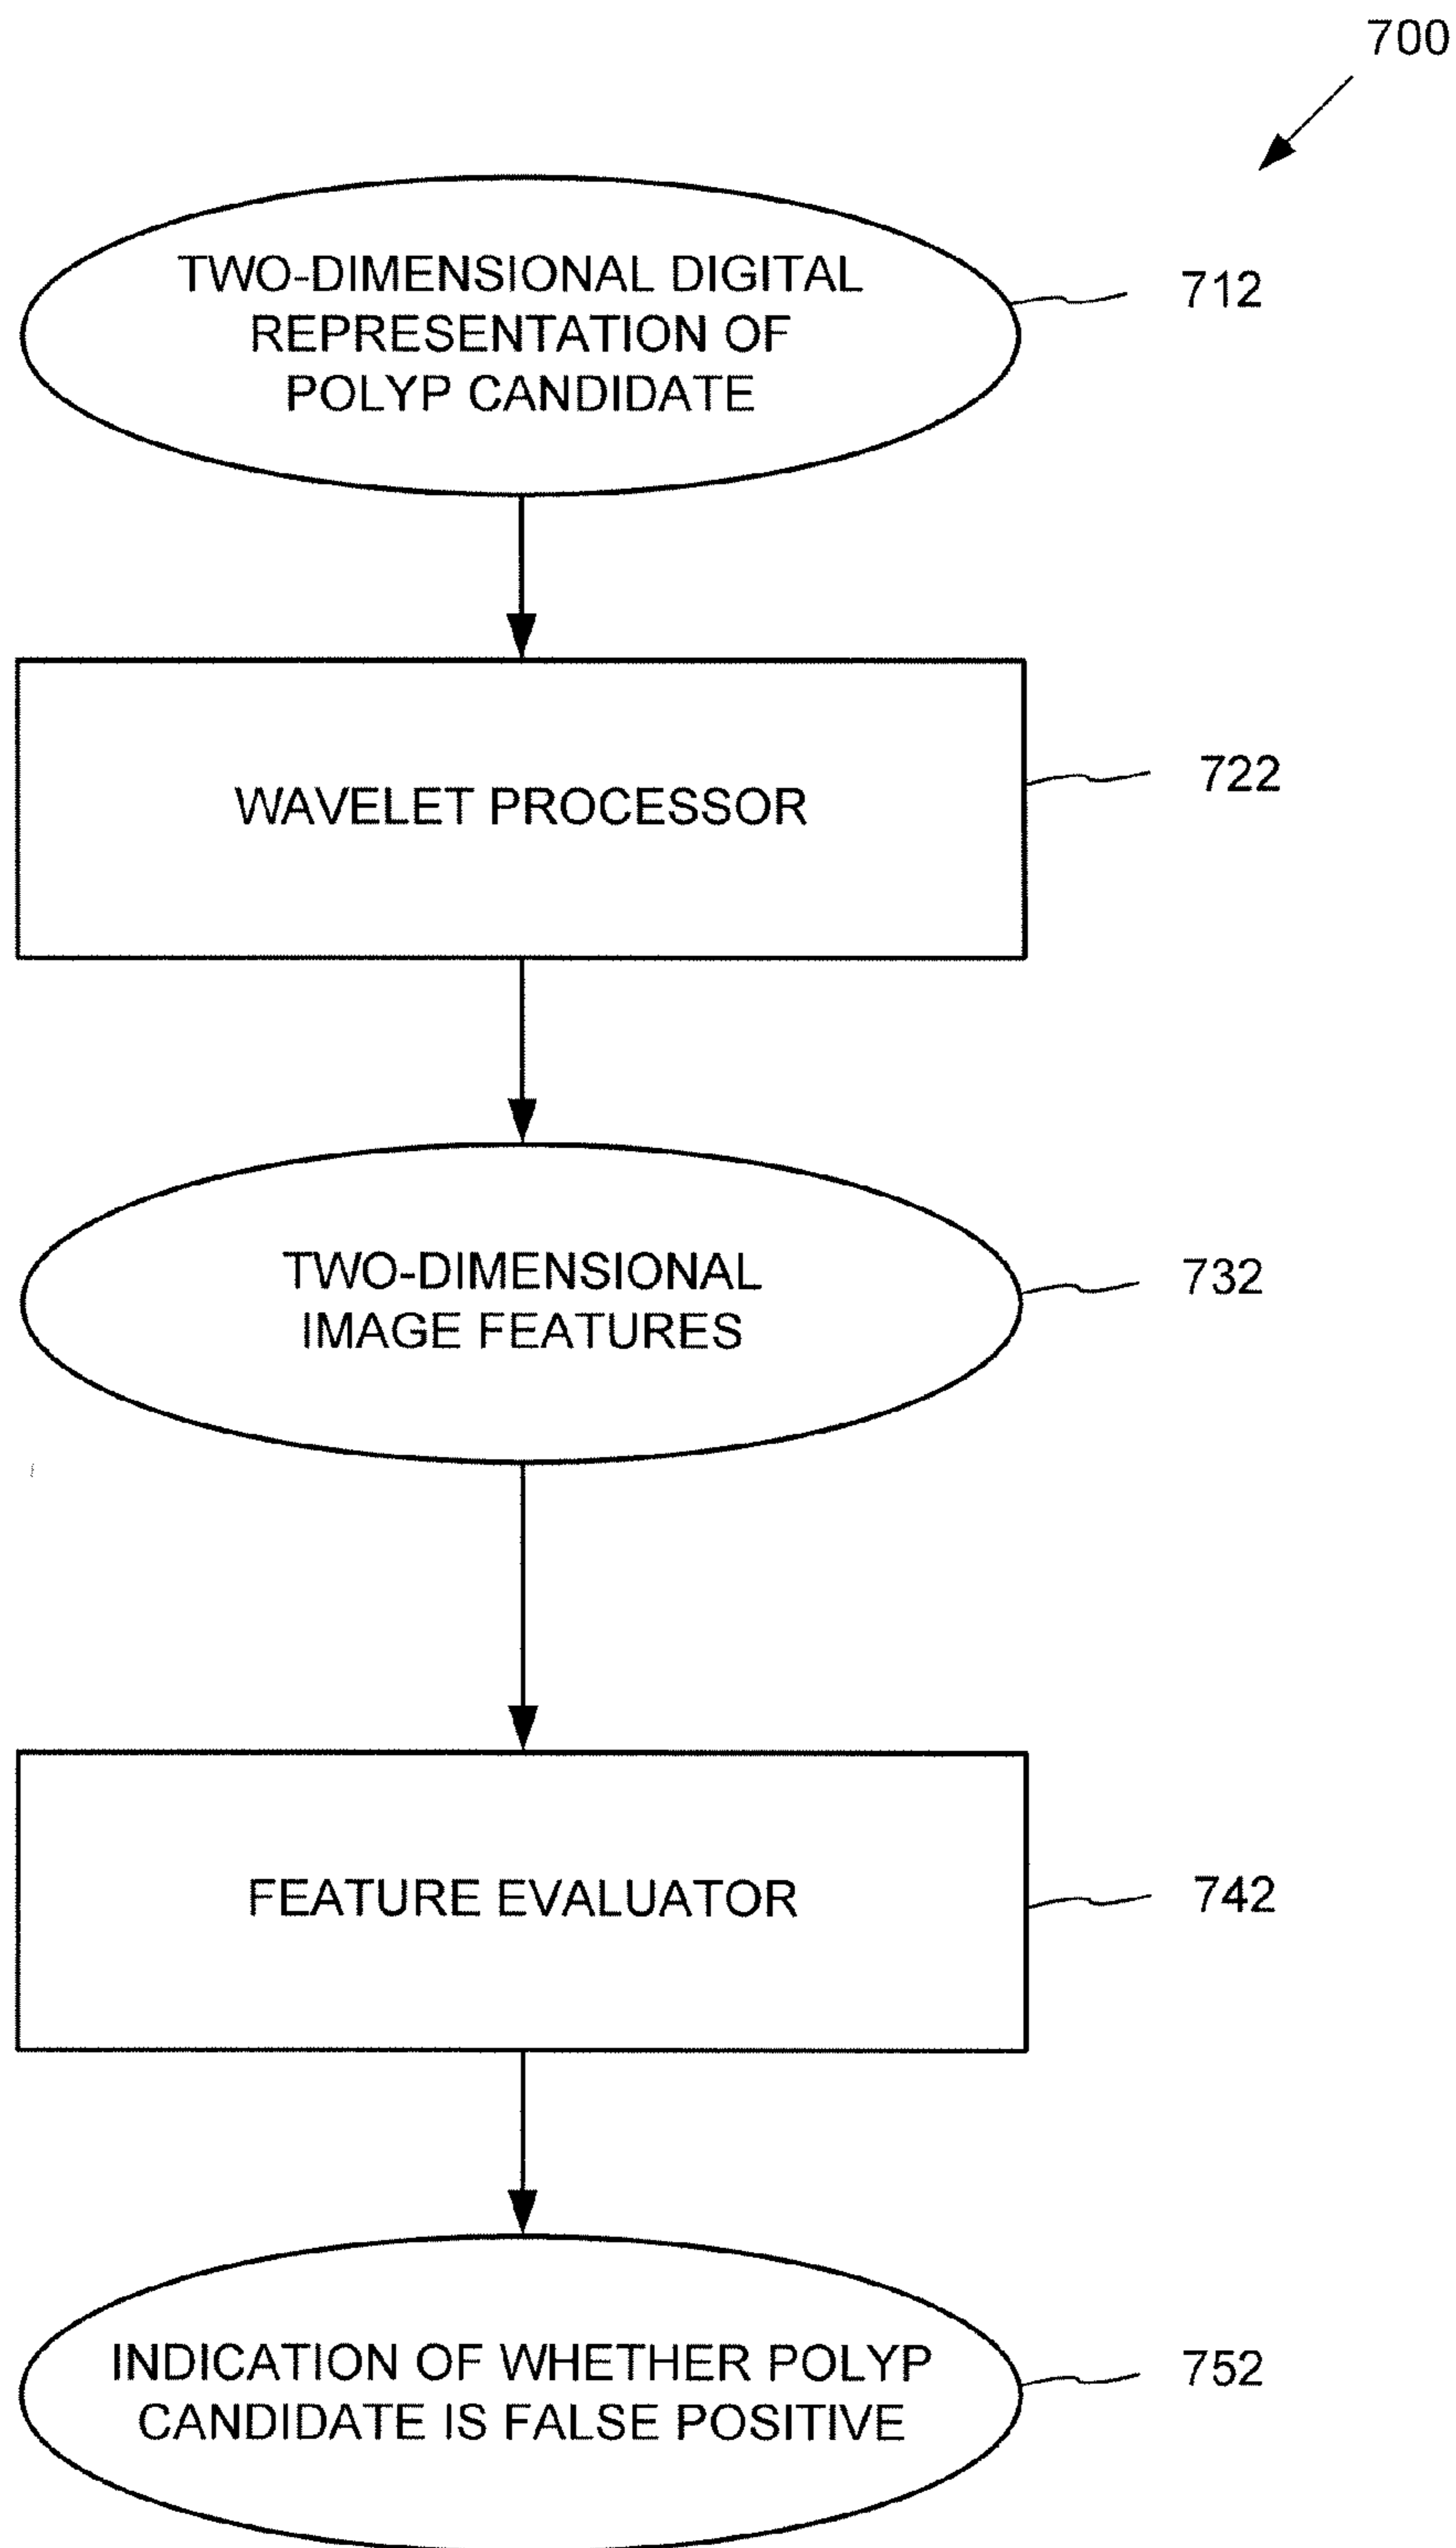 700
TWO-DIMENSIONAL DIGITAL
REPRESENTATION OF
POLYP CANDIDATE
712
WAVELET PROCESSOR
722
TWO-DIMENSIONAL
IMAGE FEATURES
732
FEATURE EVALUATOR
742
INDICATION OF WHETHER POLYP
CANDIDATE IS FALSE POSITIVE
752